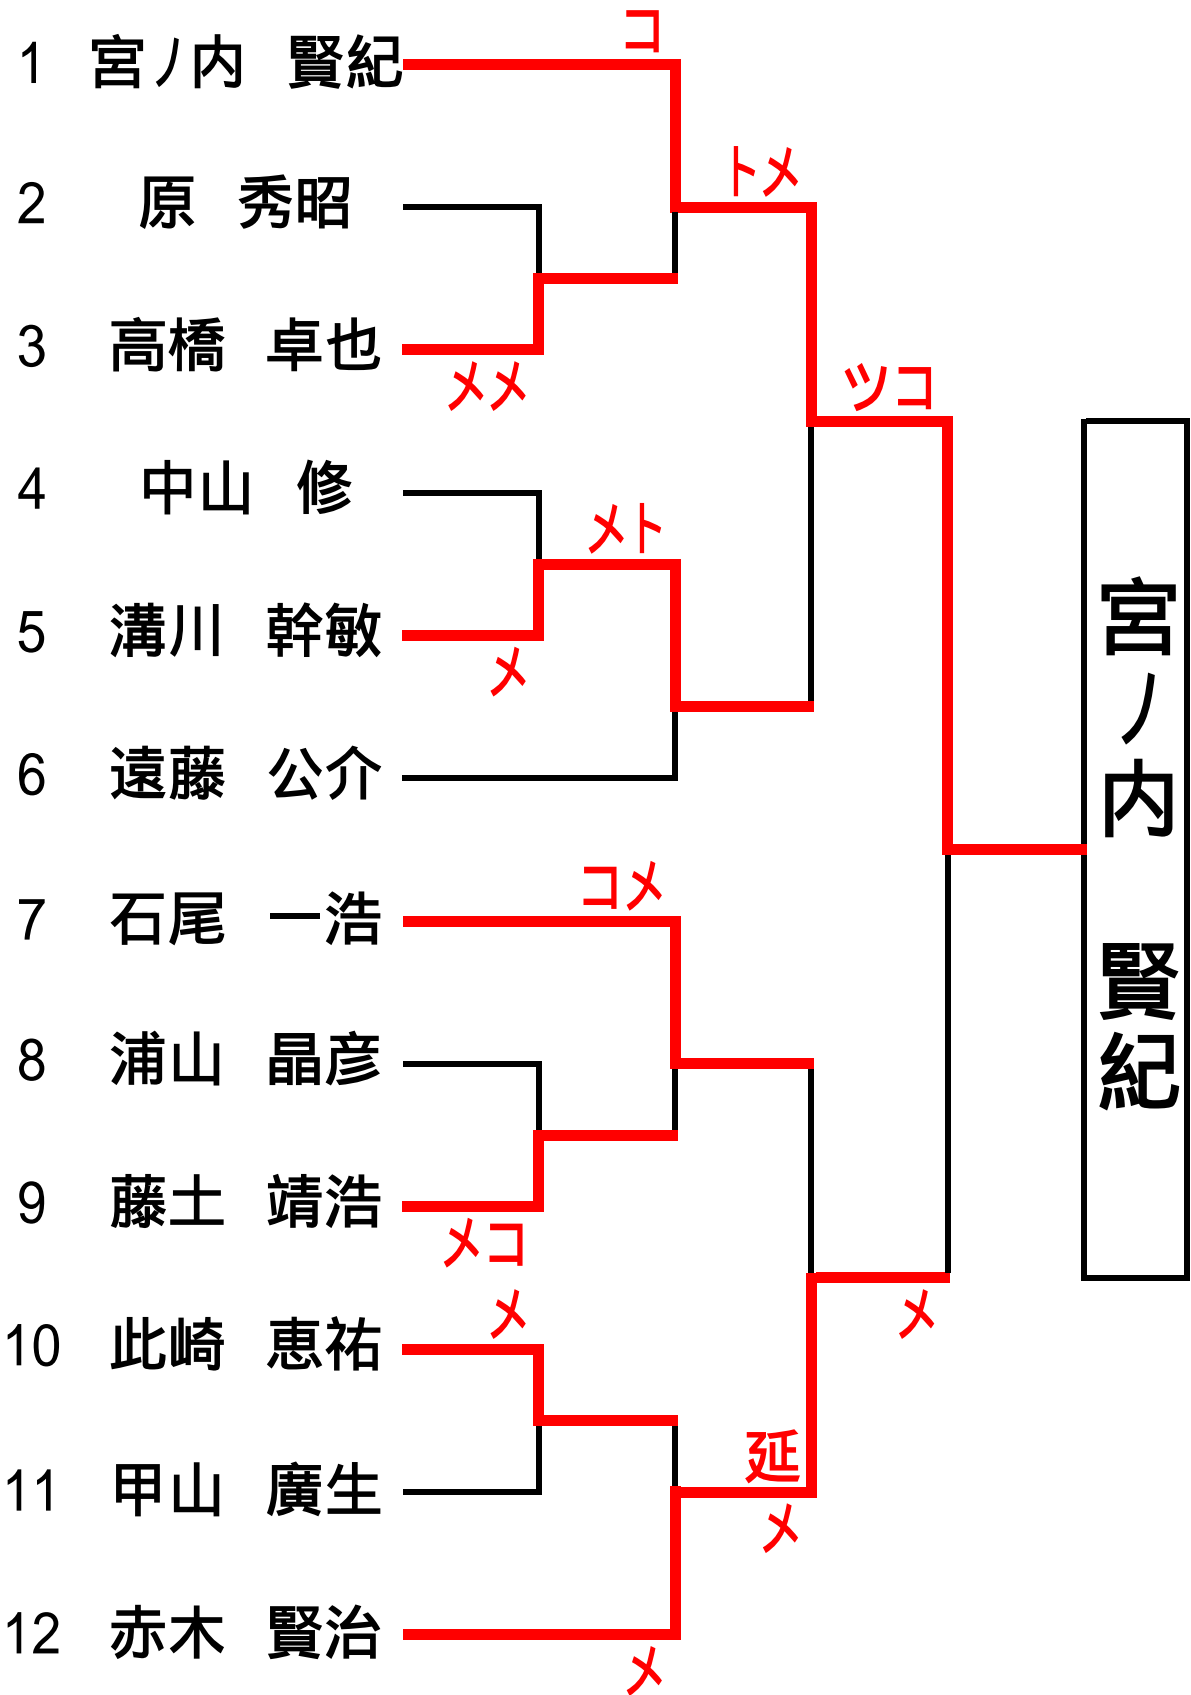 コ
1 宮ノ内 賢紀
トメ
2 原 秀昭
3 高橋 卓也
メメ
ツコ
4 中山 修
メト
5 溝川 幹敏
メ
6 遠藤 公介
宮ノ内 賢紀
コメ
7 石尾 一浩
8 浦山 晶彦
9 藤土 靖浩
メコ
メ
メ
10 此崎 恵祐
延
メ
11 甲山 廣生
12 赤木 賢治
メ